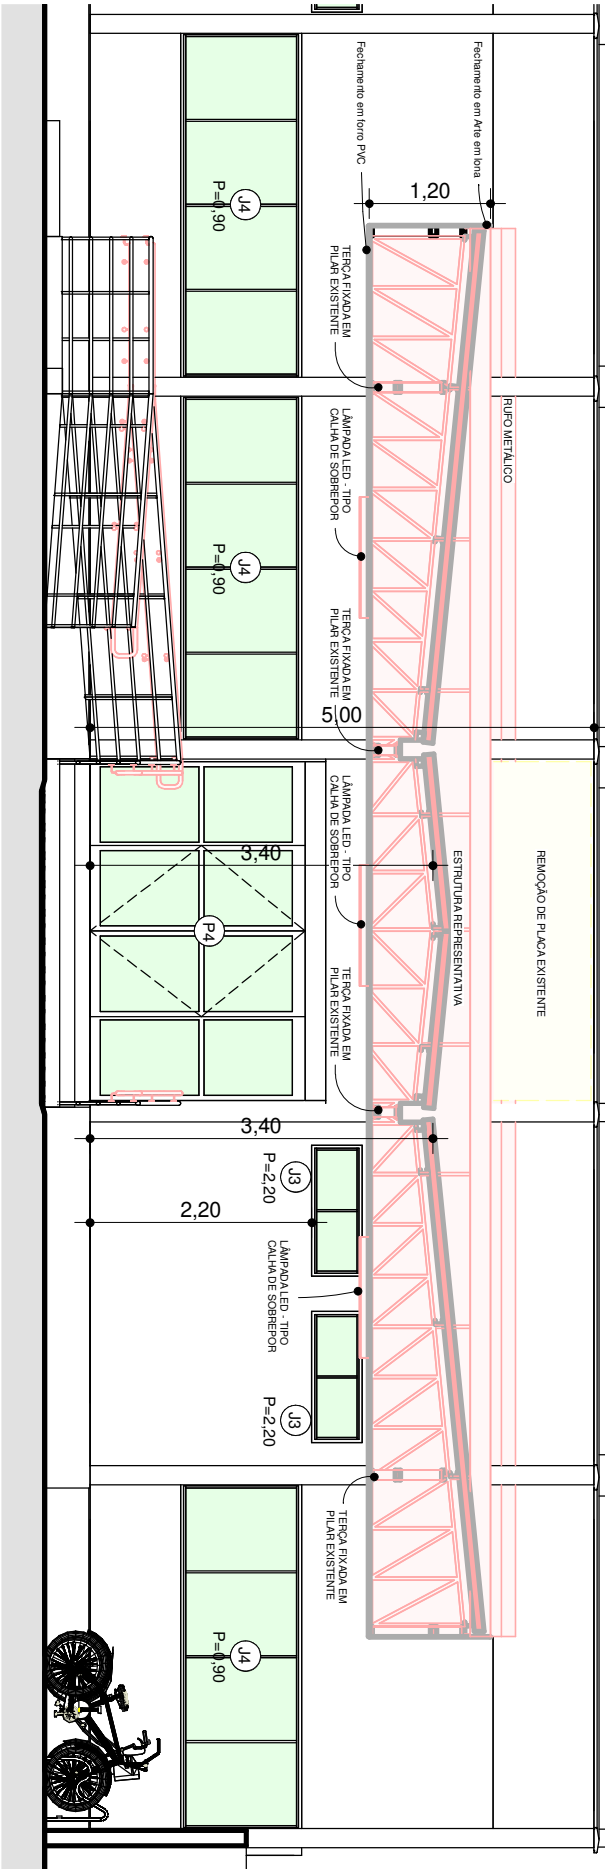 Fechamento em forro PVC
Fechamento em Arte em lona
1,20
J4
P=0,90
TERÇA FIXADA EM
PILAR EXISTENTE
RUFO METÁLICO
LÂMPADA LED - TIPO
CALHA DE SOBREPOR
J4
P=0,90
TERÇA FIXADA EM
PILAR EXISTENTE
5,00
LÂMPADA LED - TIPO
CALHA DE SOBREPOR
3,40
ESTRUTURA REPRESENTATIVA
REMOÇÃO DE PLACA EXISTENTE
P4
TERÇA FIXADA EM
PILAR EXISTENTE
3,40
J3
P=2,20
2,20
LÂMPADA LED - TIPO
CALHA DE SOBREPOR
J3
P=2,20
TERÇA FIXADA EM
PILAR EXISTENTE
J4
P=0,90